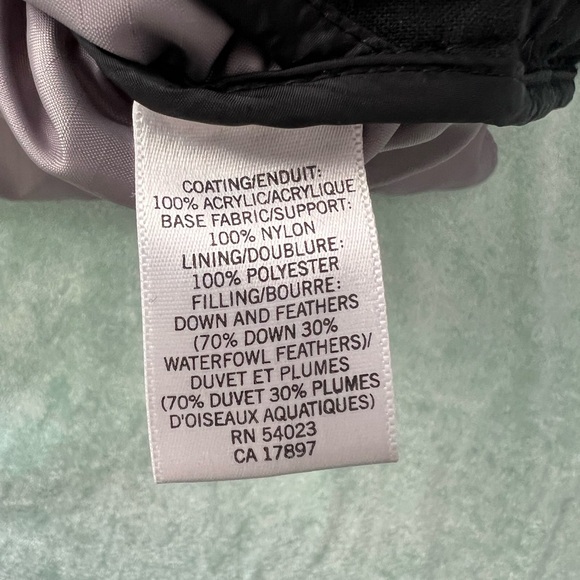 COATING/ENDUIT:
100% ACRYLIC/ACRYLIQUE
BASE FABRIC/SUPPORT:
100% NYLON
LINING/DOUBLURE:
100% POLYESTER
FILLING/BOURRE:
DOWN AND FEATHERS
(70% DOWN 30%
WATERFOWL FEATHERS)/
DUVET ET PLUMES
(70% DUVET 30% PLUMES
D'OISEAUX AQUATIQUES)
RN 54023
CA 17897